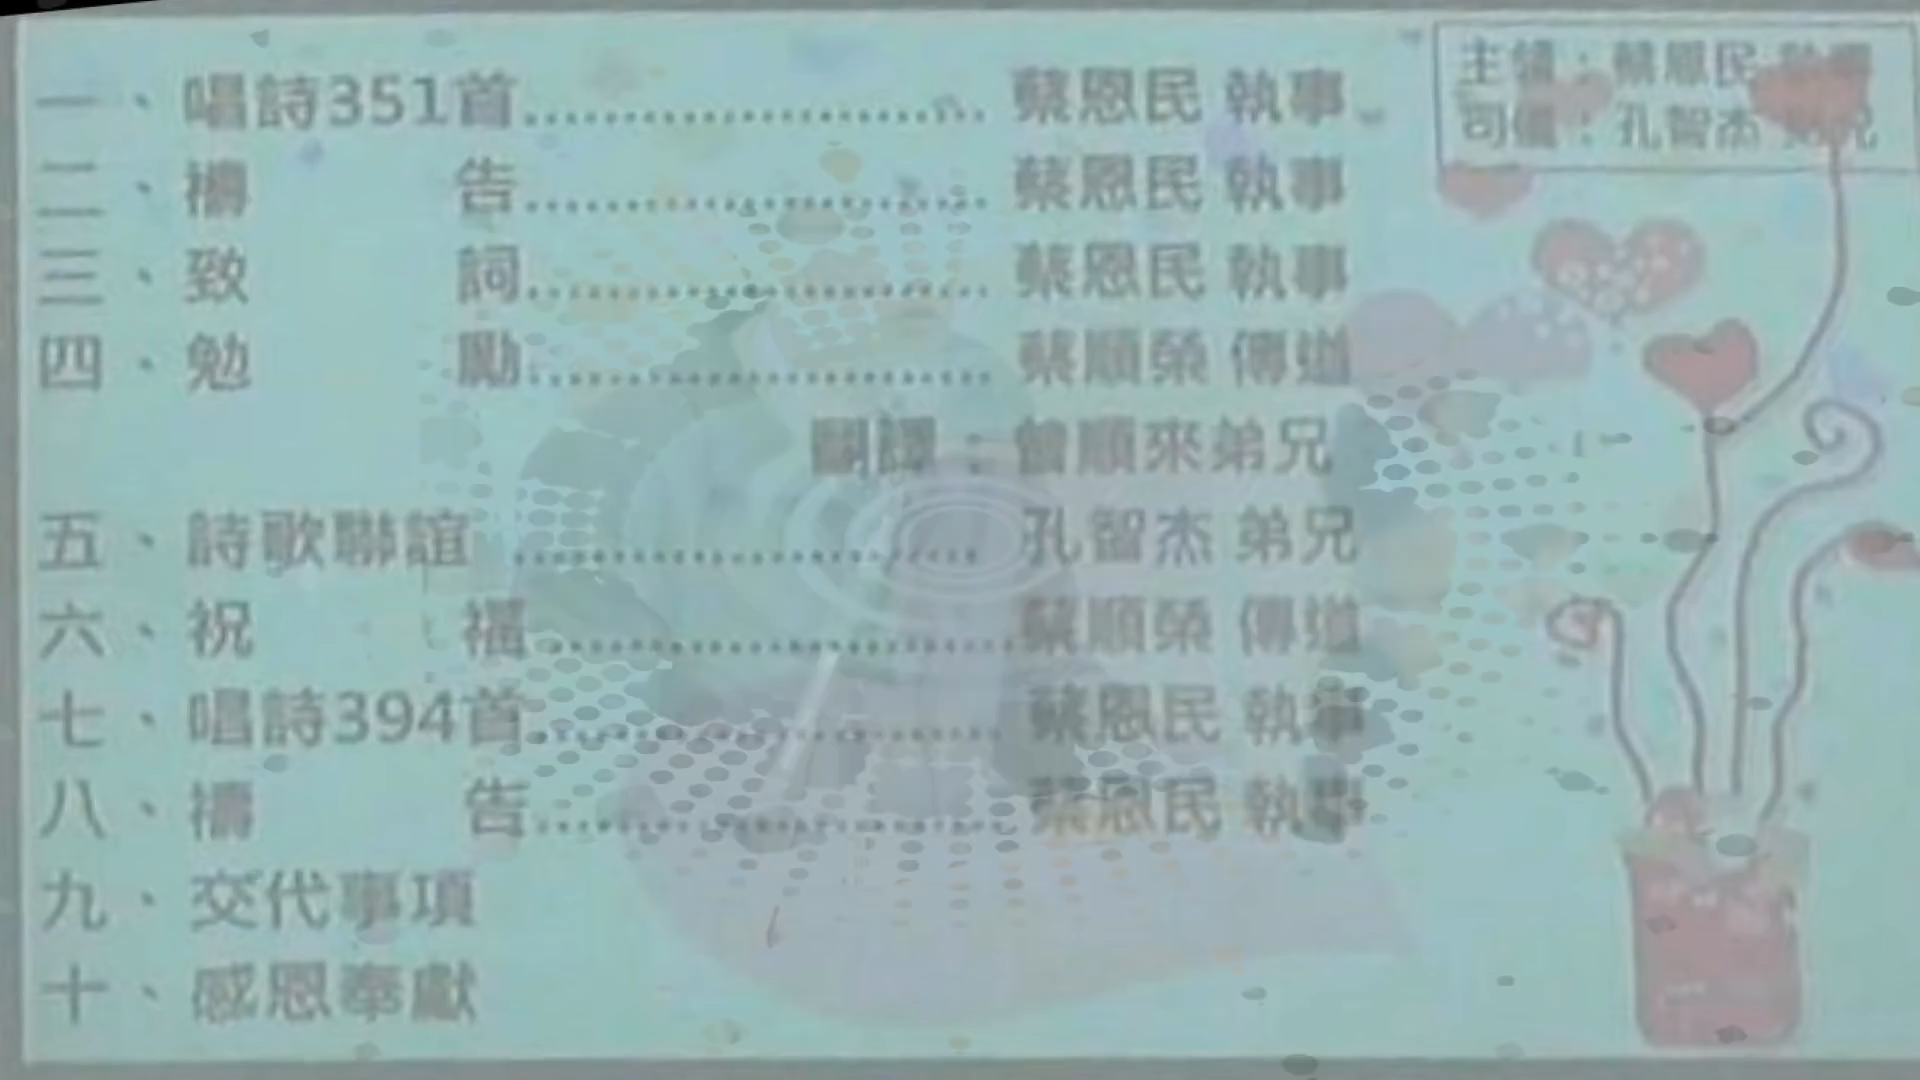 一、唱詩351首........................蔡恩民 執事
二、禱告........................蔡恩民 執事
三、致詞........................蔡恩民 執事
四、勉勵........................蔡順榮 傳道
翻譯：曾順來弟兄
五、詩歌聯誼........................孔智杰 弟兄
六、祝福........................蔡順榮 傳道
七、唱詩394首........................蔡恩民 執事
八、禱告........................蔡恩民 執事
九、交代事項
十、感恩奉獻
主領：蔡恩民 執事
司儀：孔智杰 弟兄